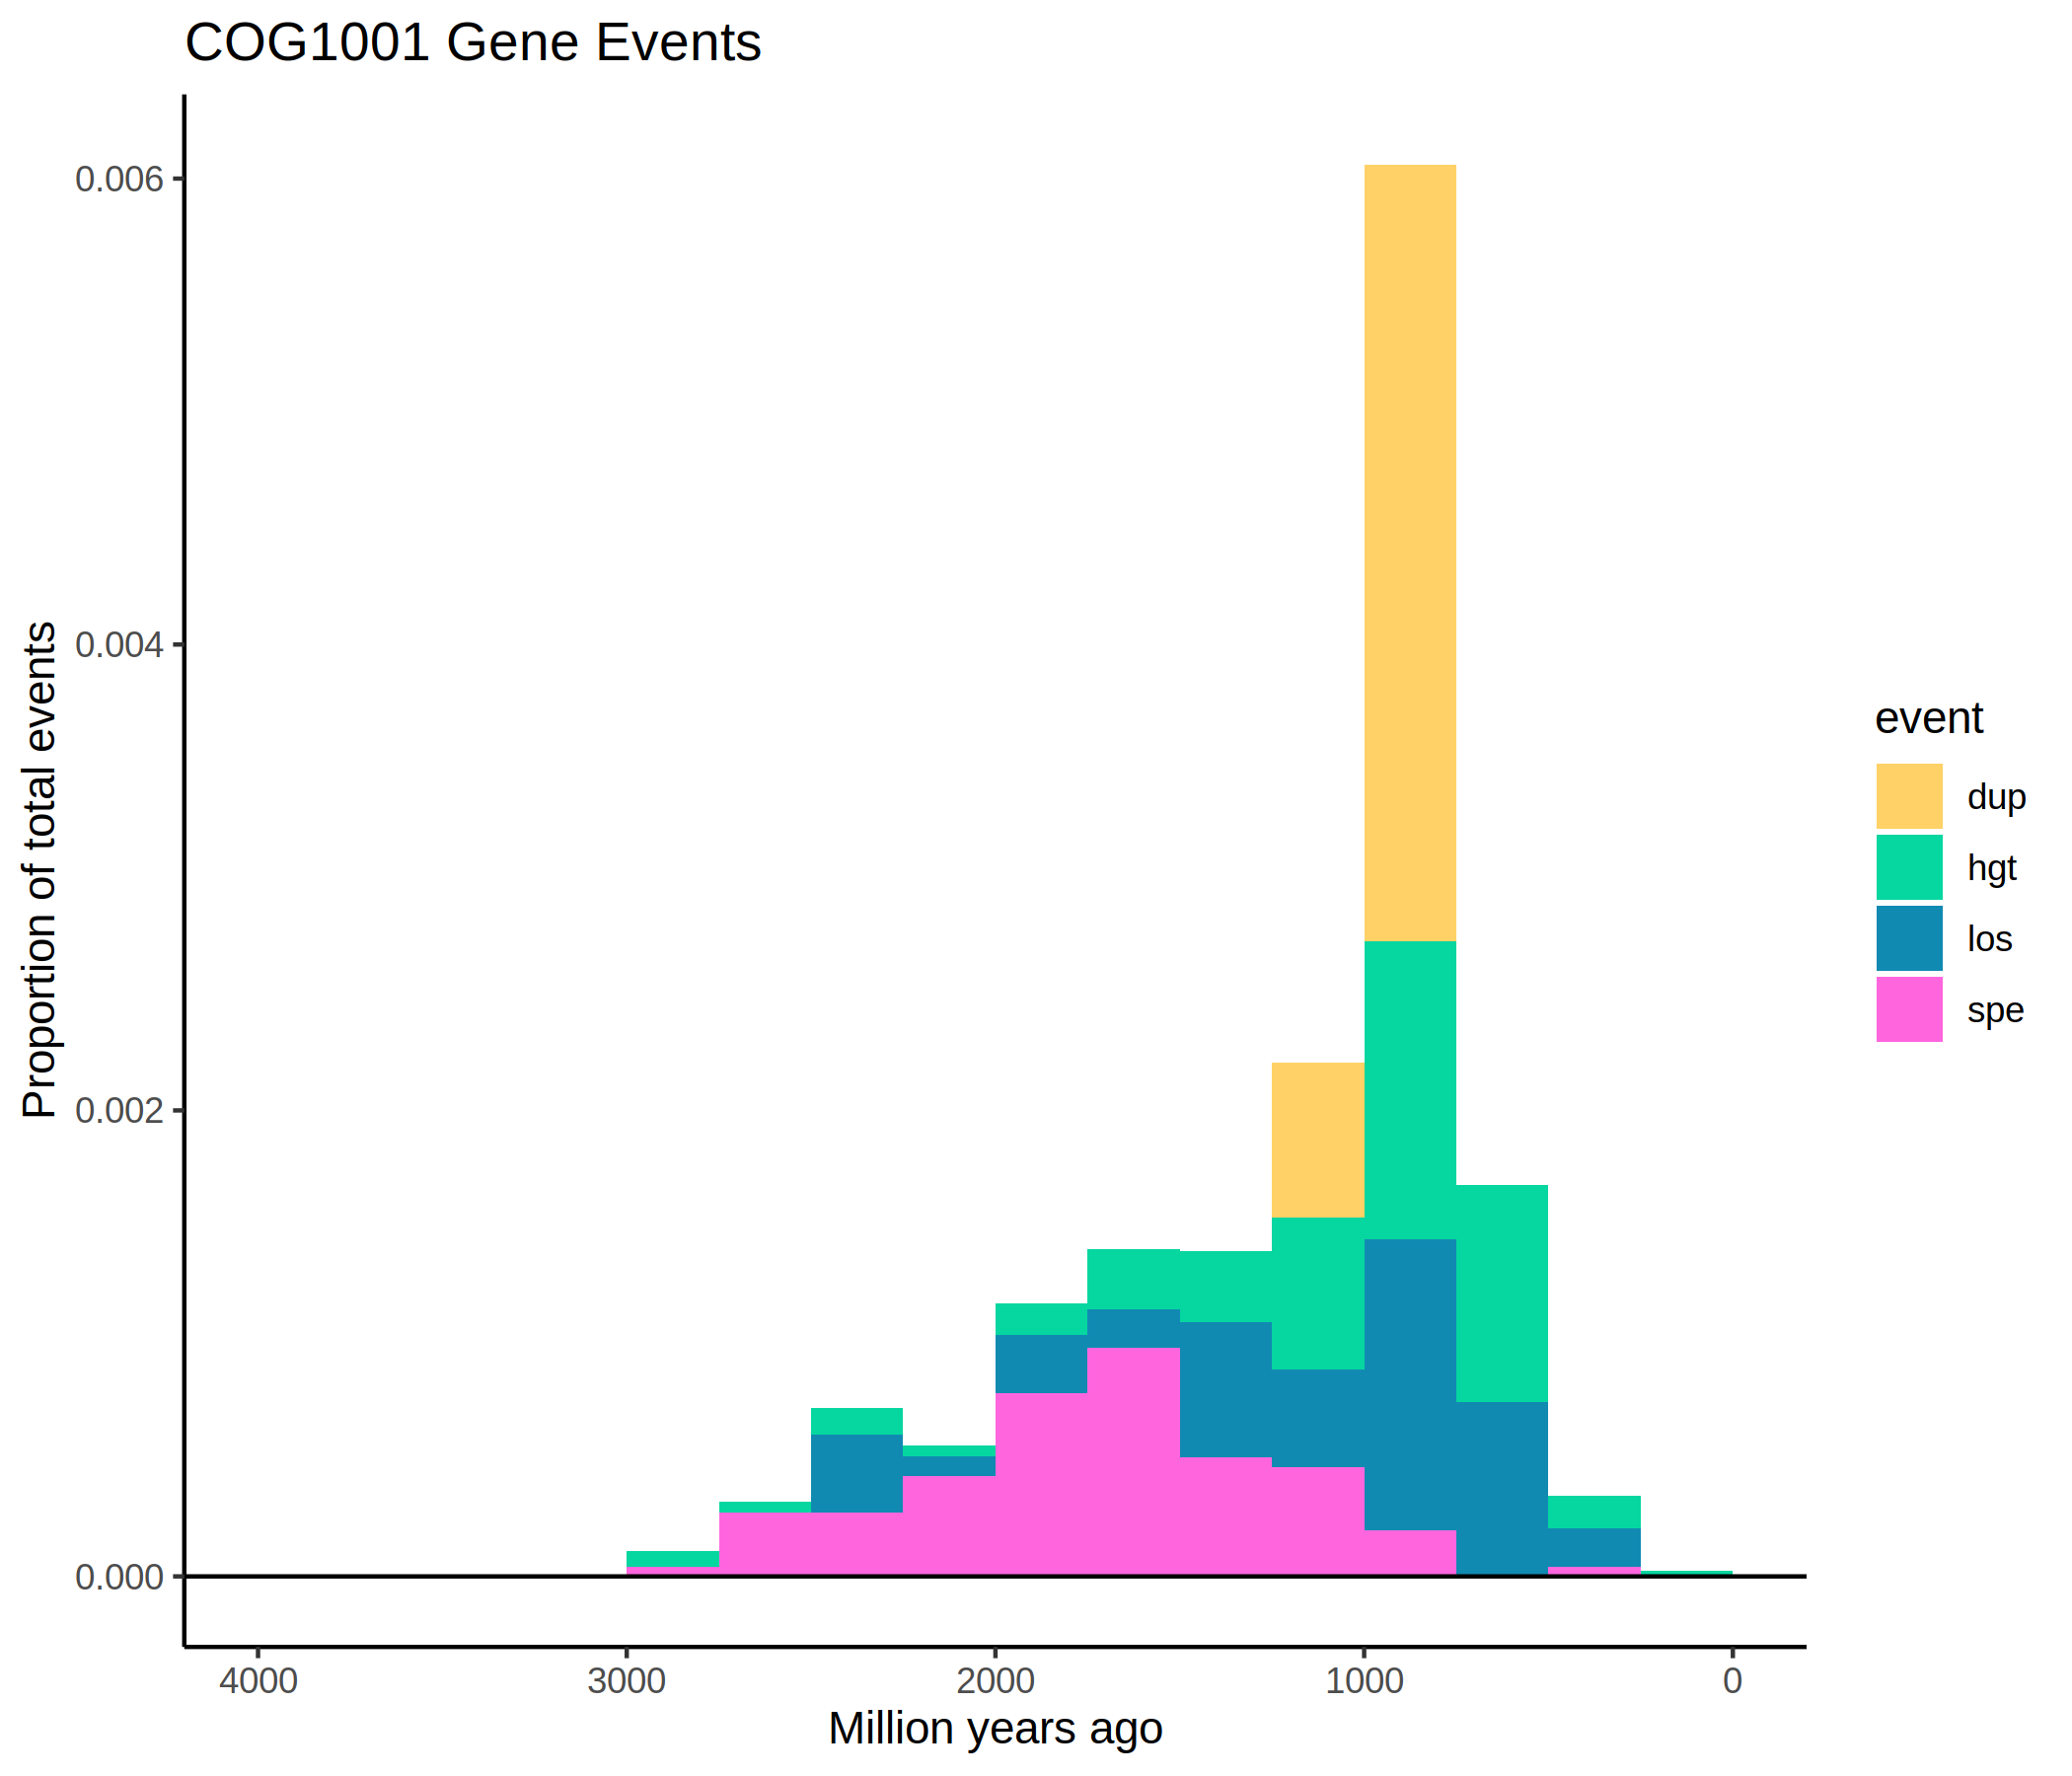 COG1001 Gene Events
0.006
0.004
0.002
0.000
Proportion of total events
4000 3000 2000 1000 0
Million years ago
event
dup
hgt
los
spe